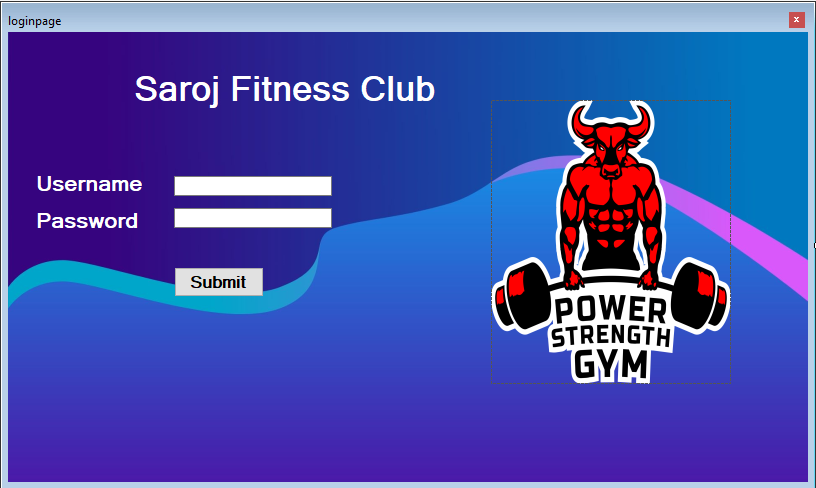 loginpage
Saroj Fitness Club
Username
Password
Submit
POWER
STRENGTH
GYM